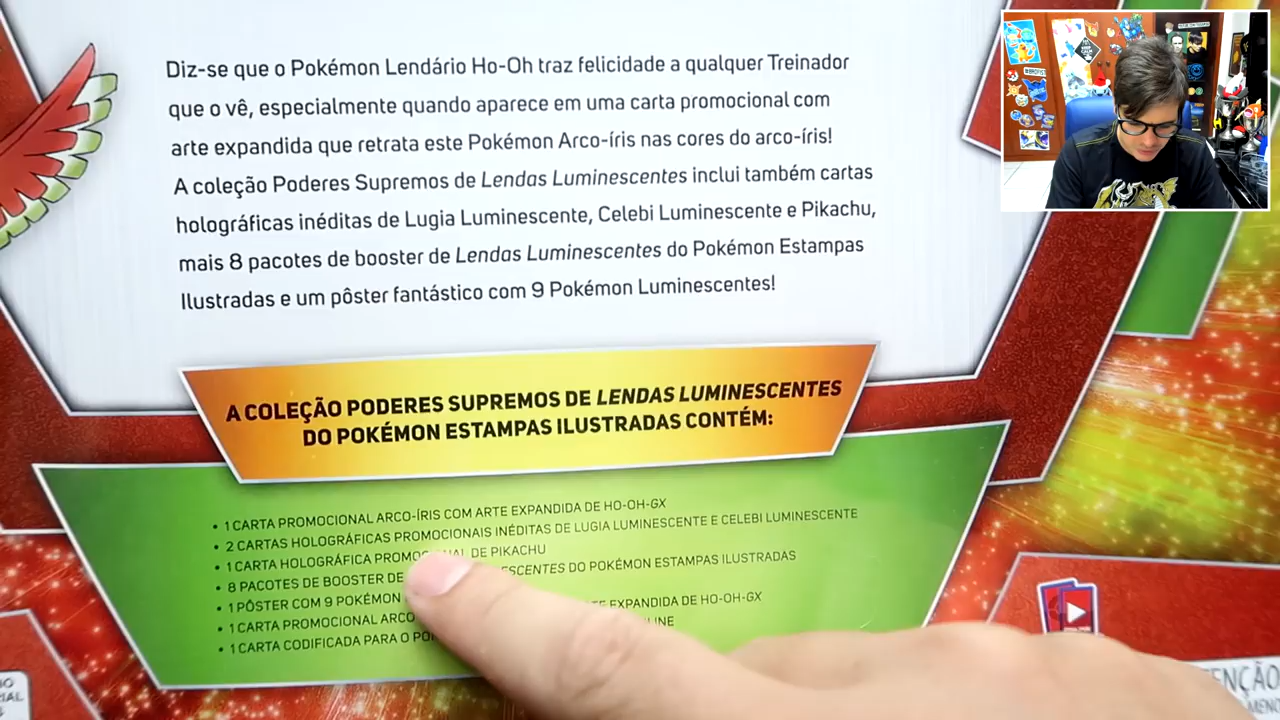 Diz-se que o Pokémon Lendário Ho-Oh traz felicidade a qualquer Treinador
que o vê, especialmente quando aparece em uma carta promocional com
arte expandida que retrata este Pokémon Arco-íris nas cores do arco-íris!
A coleção Poderes Supremos de Lendas Luminescentes inclui também cartas
holográficas inéditas de Lugia Luminescente, Celebi Luminescente e Pikachu,
mais 8 pacotes de booster de Lendas Luminescentes do Pokémon Estampas
Ilustradas e um pôster fantástico com 9 Pokémon Luminescentes!
A COLEÇÃO PODERES SUPREMOS DE LENDAS LUMINESCENTES
DO POKÉMON ESTAMPAS ILUSTRADAS CONTÉM:
• 1 CARTA PROMOCIONAL ARCO-ÍRIS COM ARTE EXPANDIDA DE HO-OH-GX
• 2 CARTAS HOLOGRÁFICAS PROMOCIONAIS INÉDITAS DE LUGIA LUMINESCENTE E CELEBI LUMINESCENTE
• 1 CARTA HOLOGRÁFICA PROMOCIONAL DE PIKACHU
• 8 PACOTES DE BOOSTER DE DO POKÉMON ESTAMPAS ILUSTRADAS
• 1 PÔSTER COM 9 POKÉMON
• 1 CARTA PROMOCIONAL EXPANDIDA DE HO-OH-GX
• 1 CARTA CODIFICADA PARA O